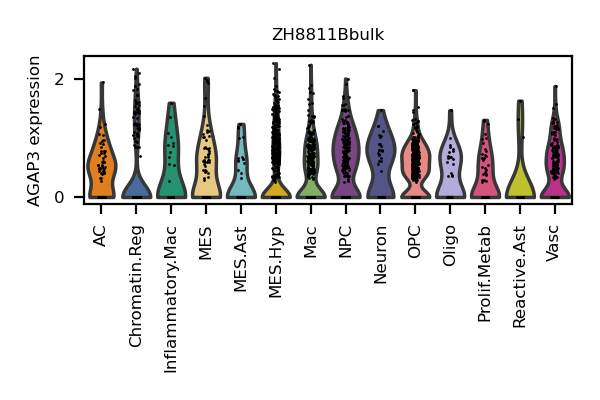 ZH8811Bbulk
AGAP3 expression
2
0
AC
Chromatin.Reg
Inflammatory.Mac
MES
MES.Ast
MES.Hyp
Mac
NPC
Neuron
OPC
Oligo
Prolif.Metab
Reactive.Ast
Vasc